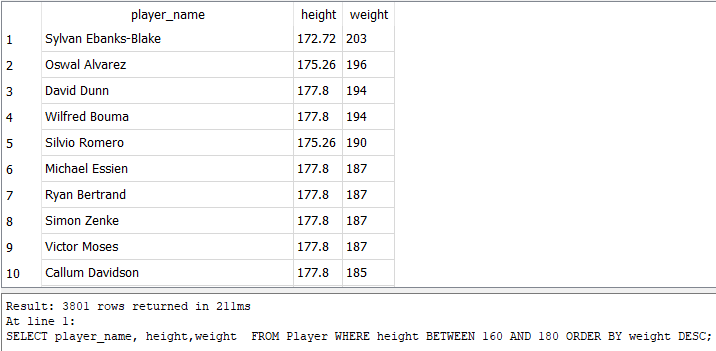 player_name height weight
1 Sylvan Ebanks-Blake 172.72 203
2 Oswal Alvarez 175.26 196
3 David Dunn 177.8 194
4 Wilfred Bouma 177.8 194
5 Silvio Romero 175.26 190
6 Michael Essien 177.8 187
7 Ryan Bertrand 177.8 187
8 Simon Zenke 177.8 187
9 Victor Moses 177.8 187
10 Callum Davidson 177.8 185
Result: 3801 rows returned in 211ms
At line 1:
SELECT player_name, height,weight  FROM Player WHERE height BETWEEN 160 AND 180 ORDER BY weight DESC;